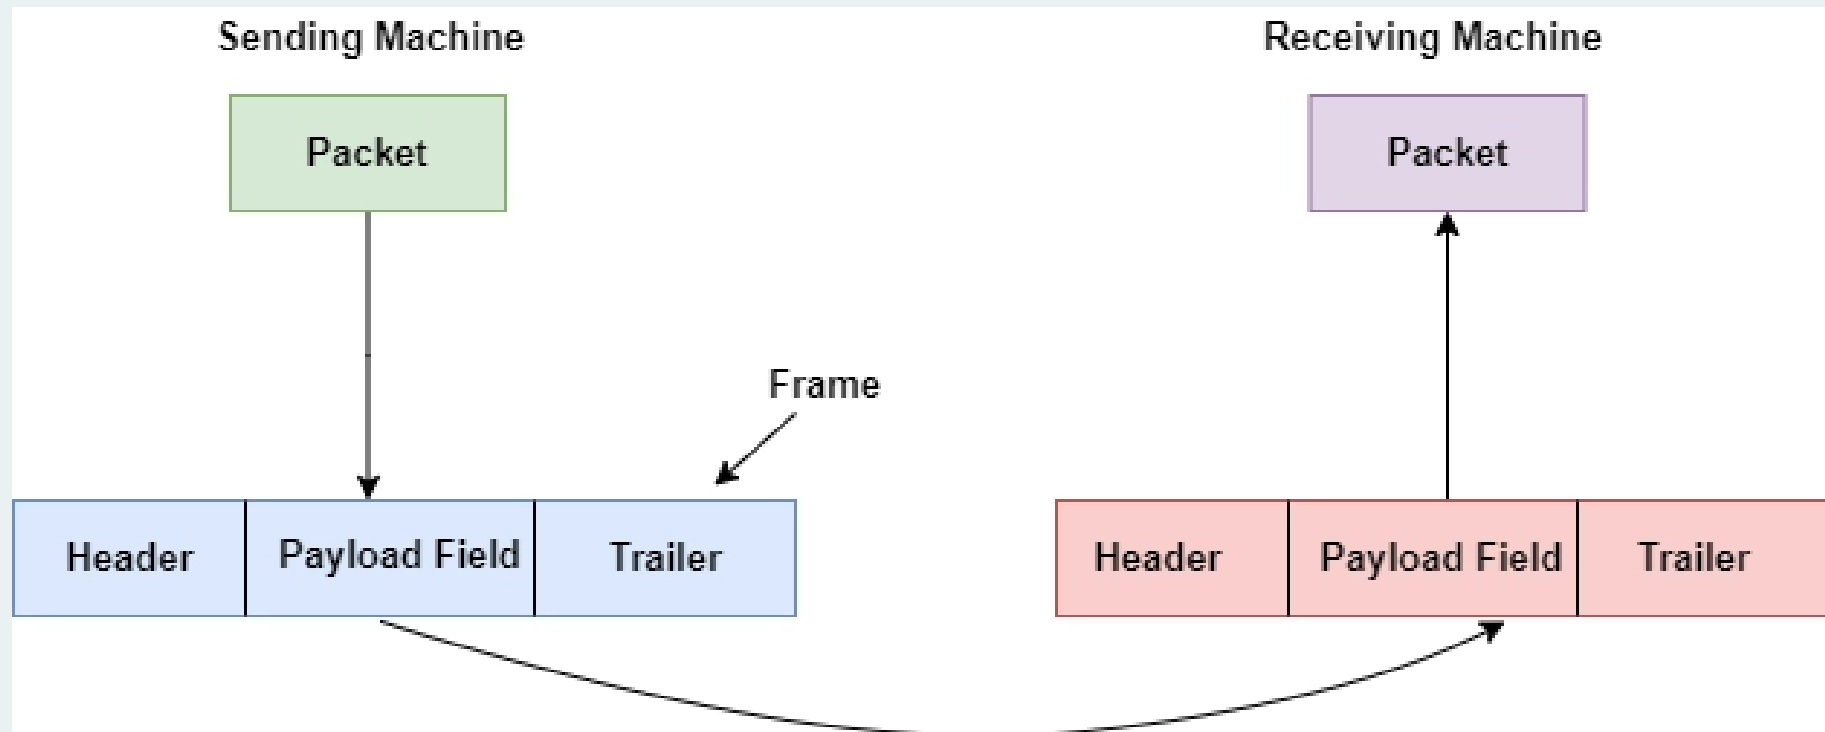 Sending Machine
Receiving Machine
Packet
Packet
Frame
Header
Payload Field
Trailer
Header
Payload Field
Trailer